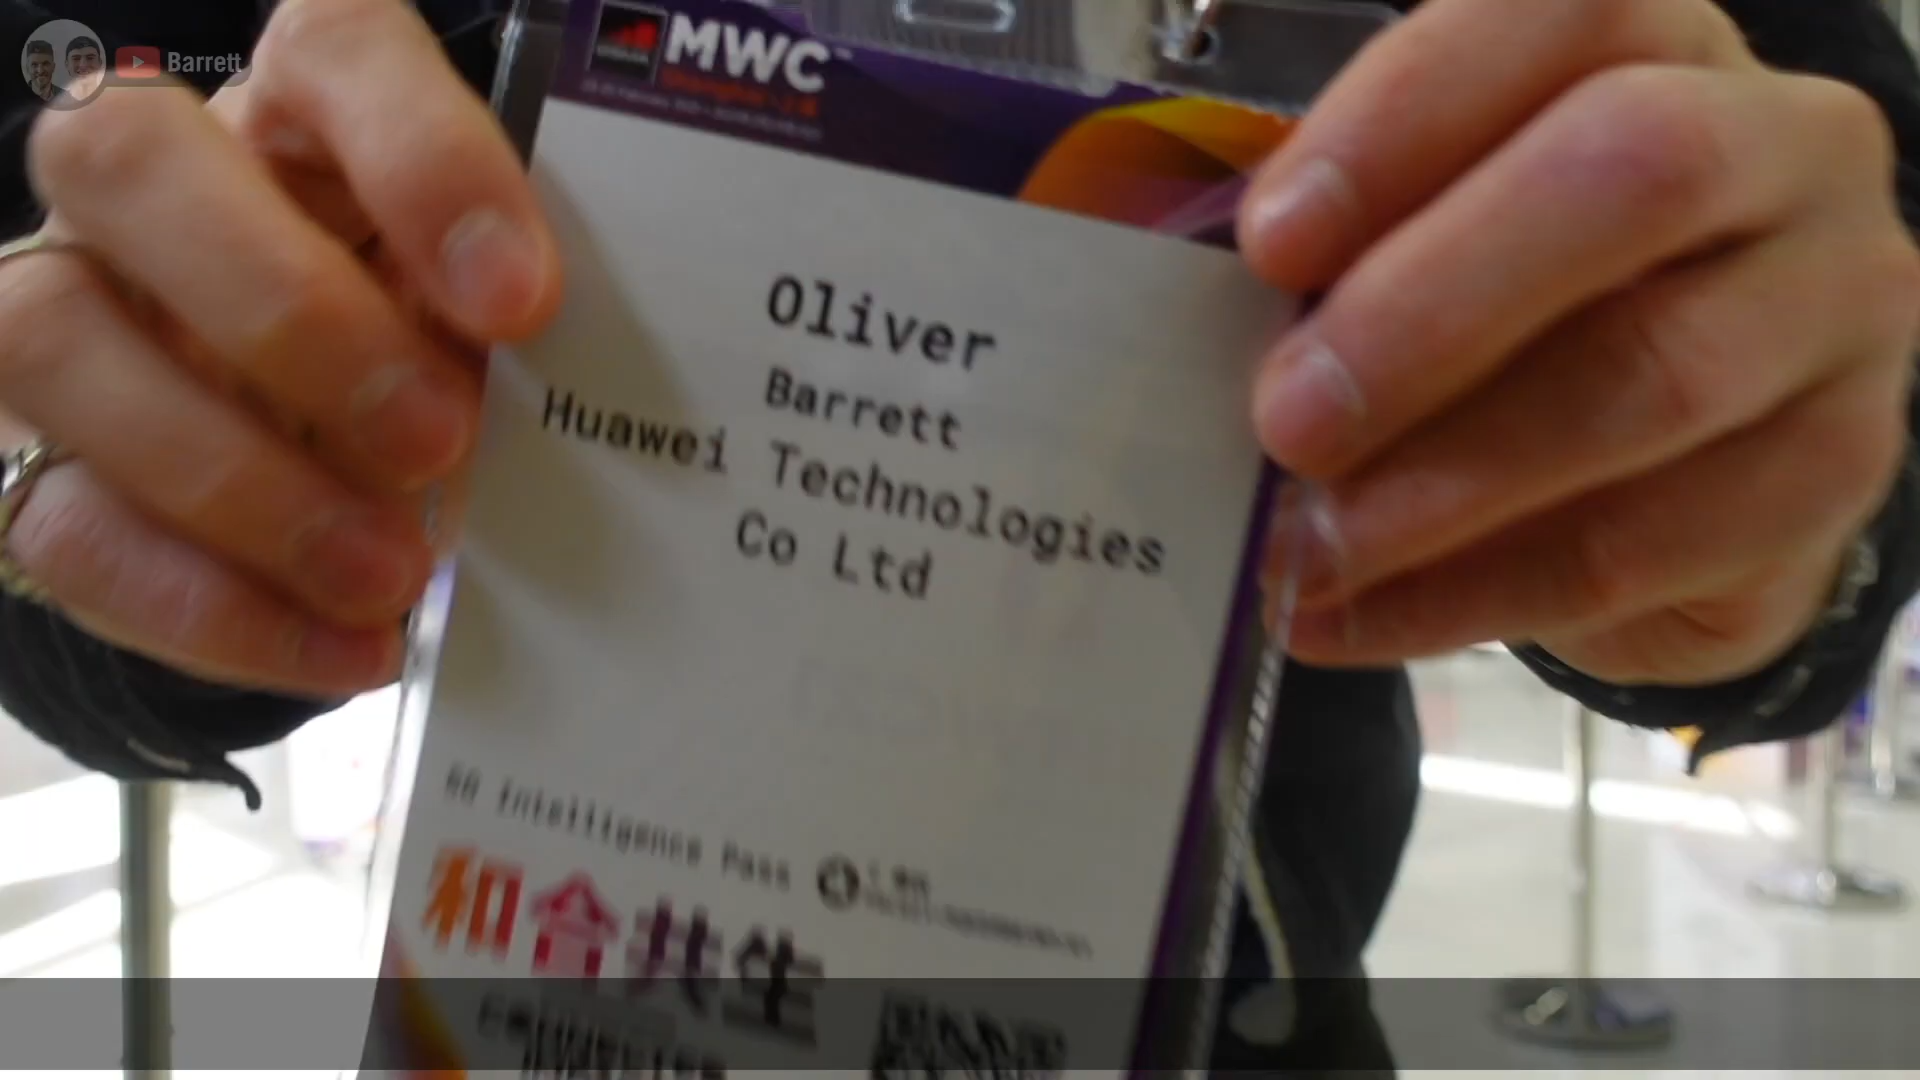 Barrett
MWC
Oliver
Barrett
Huawei Technologies
Co Ltd
Intelligence Pass
和合共生